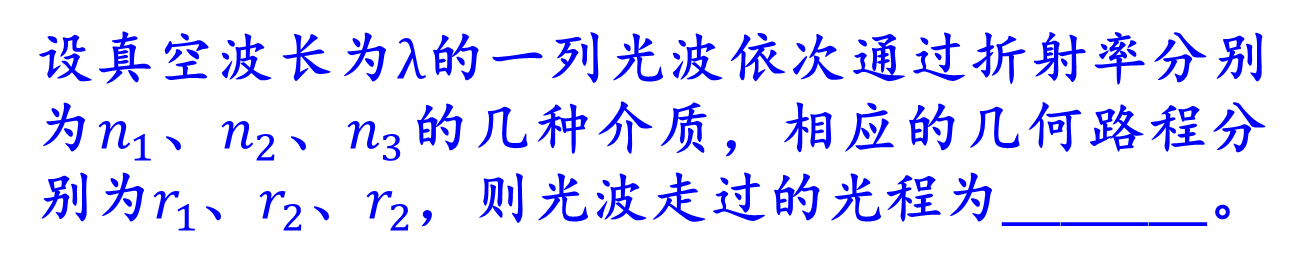 设真空波长为λ的一列光波依次通过折射率分别
为n₁、n₂、n₃的几种介质，相应的几何路程分
别为r₁、r₂、r₂，则光波走过的光程为________。